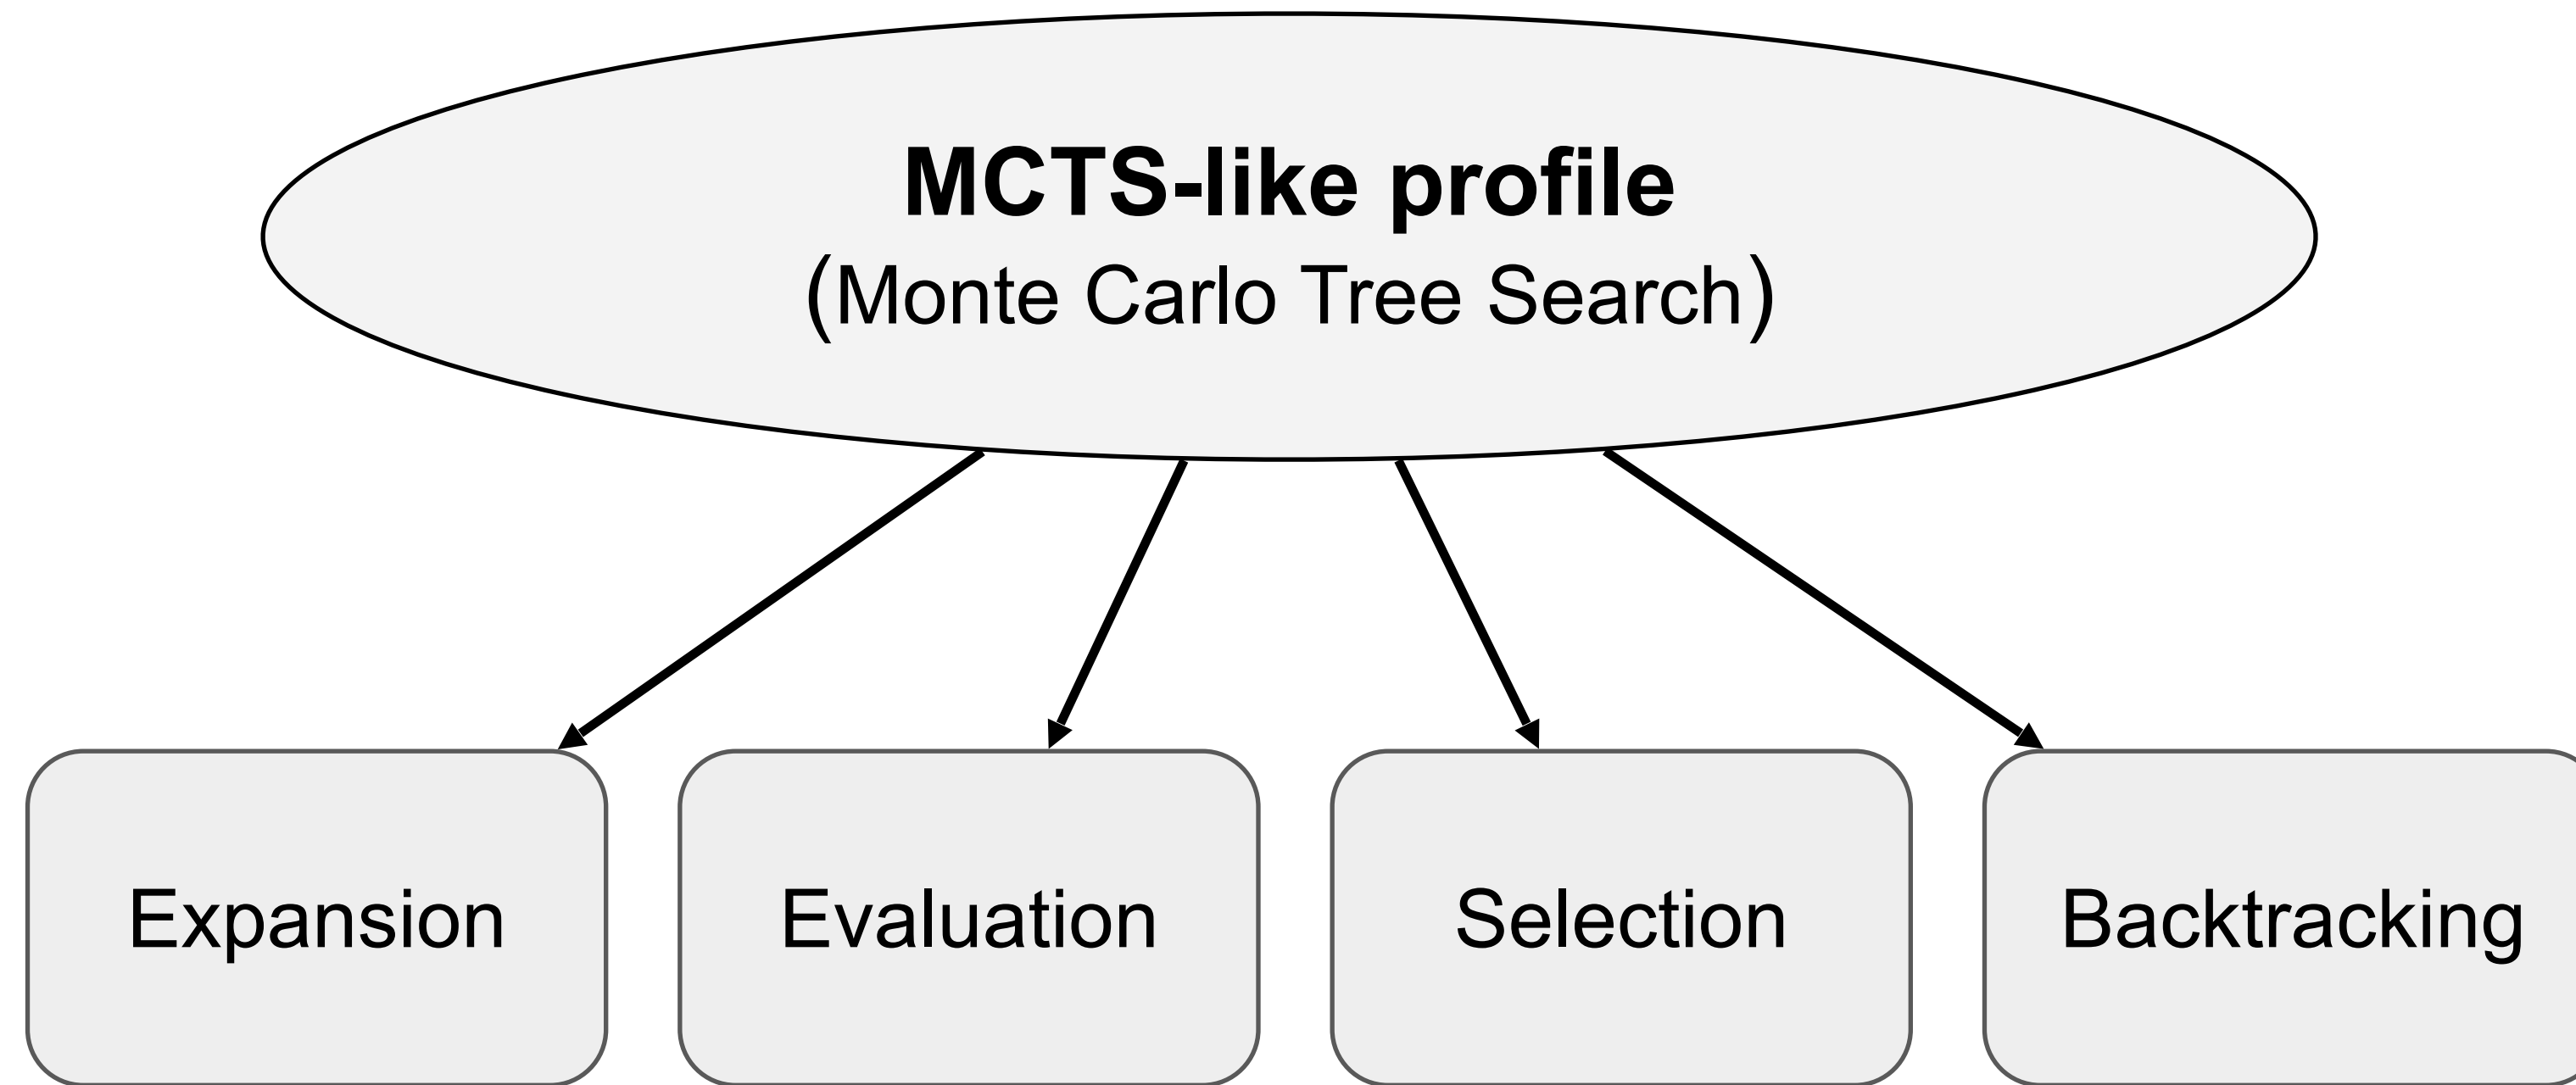 MCTS-like profile
(Monte Carlo Tree Search)
Expansion
Evaluation
Selection
Backtracking